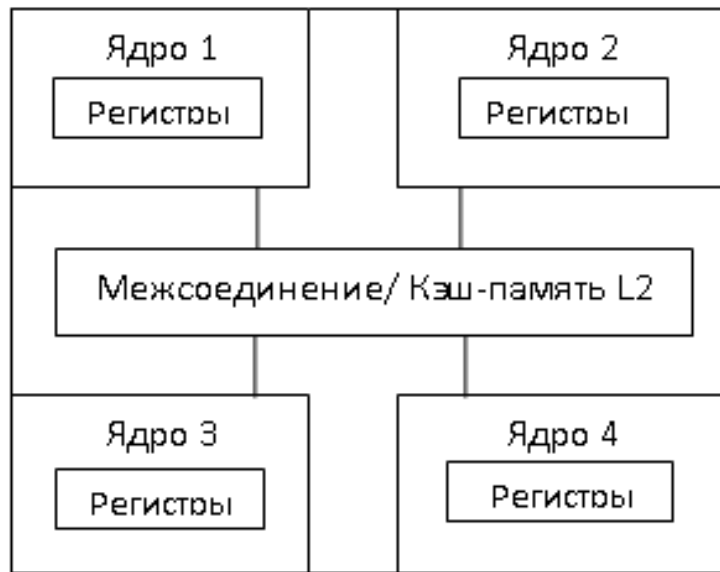 Ядро 1
Регистры
Ядро 2
Регистры
Межсоединение/ Кэш-память L2
Ядро 3
Регистры
Ядро 4
Регистры